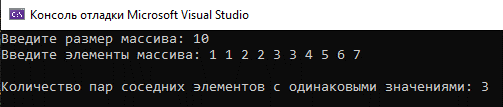 Консоль отладки Microsoft Visual Studio
Введите размер массива: 10
Введите элементы массива: 1 1 2 2 3 3 4 5 6 7
Количество пар соседних элементов с одинаковыми значениями: 3